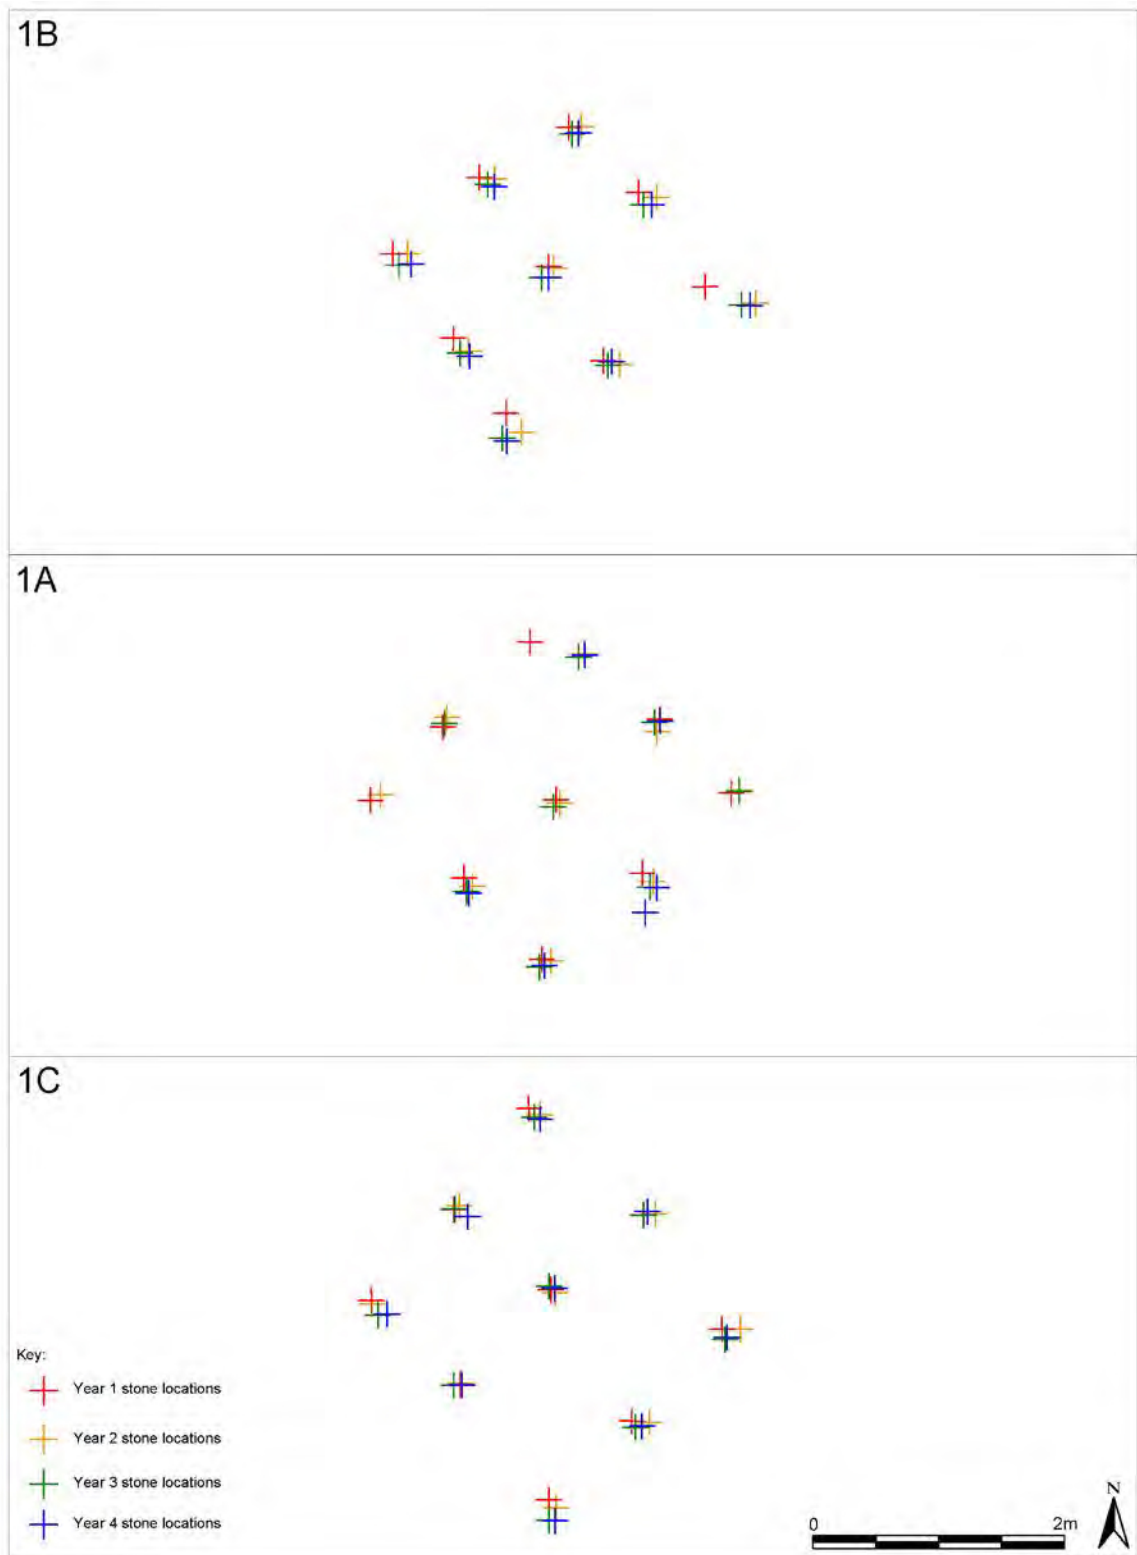 1B
1A
1C
Key:
Year 1 stone locations
Year 2 stone locations
Year 3 stone locations
Year 4 stone locations
0 2m
N